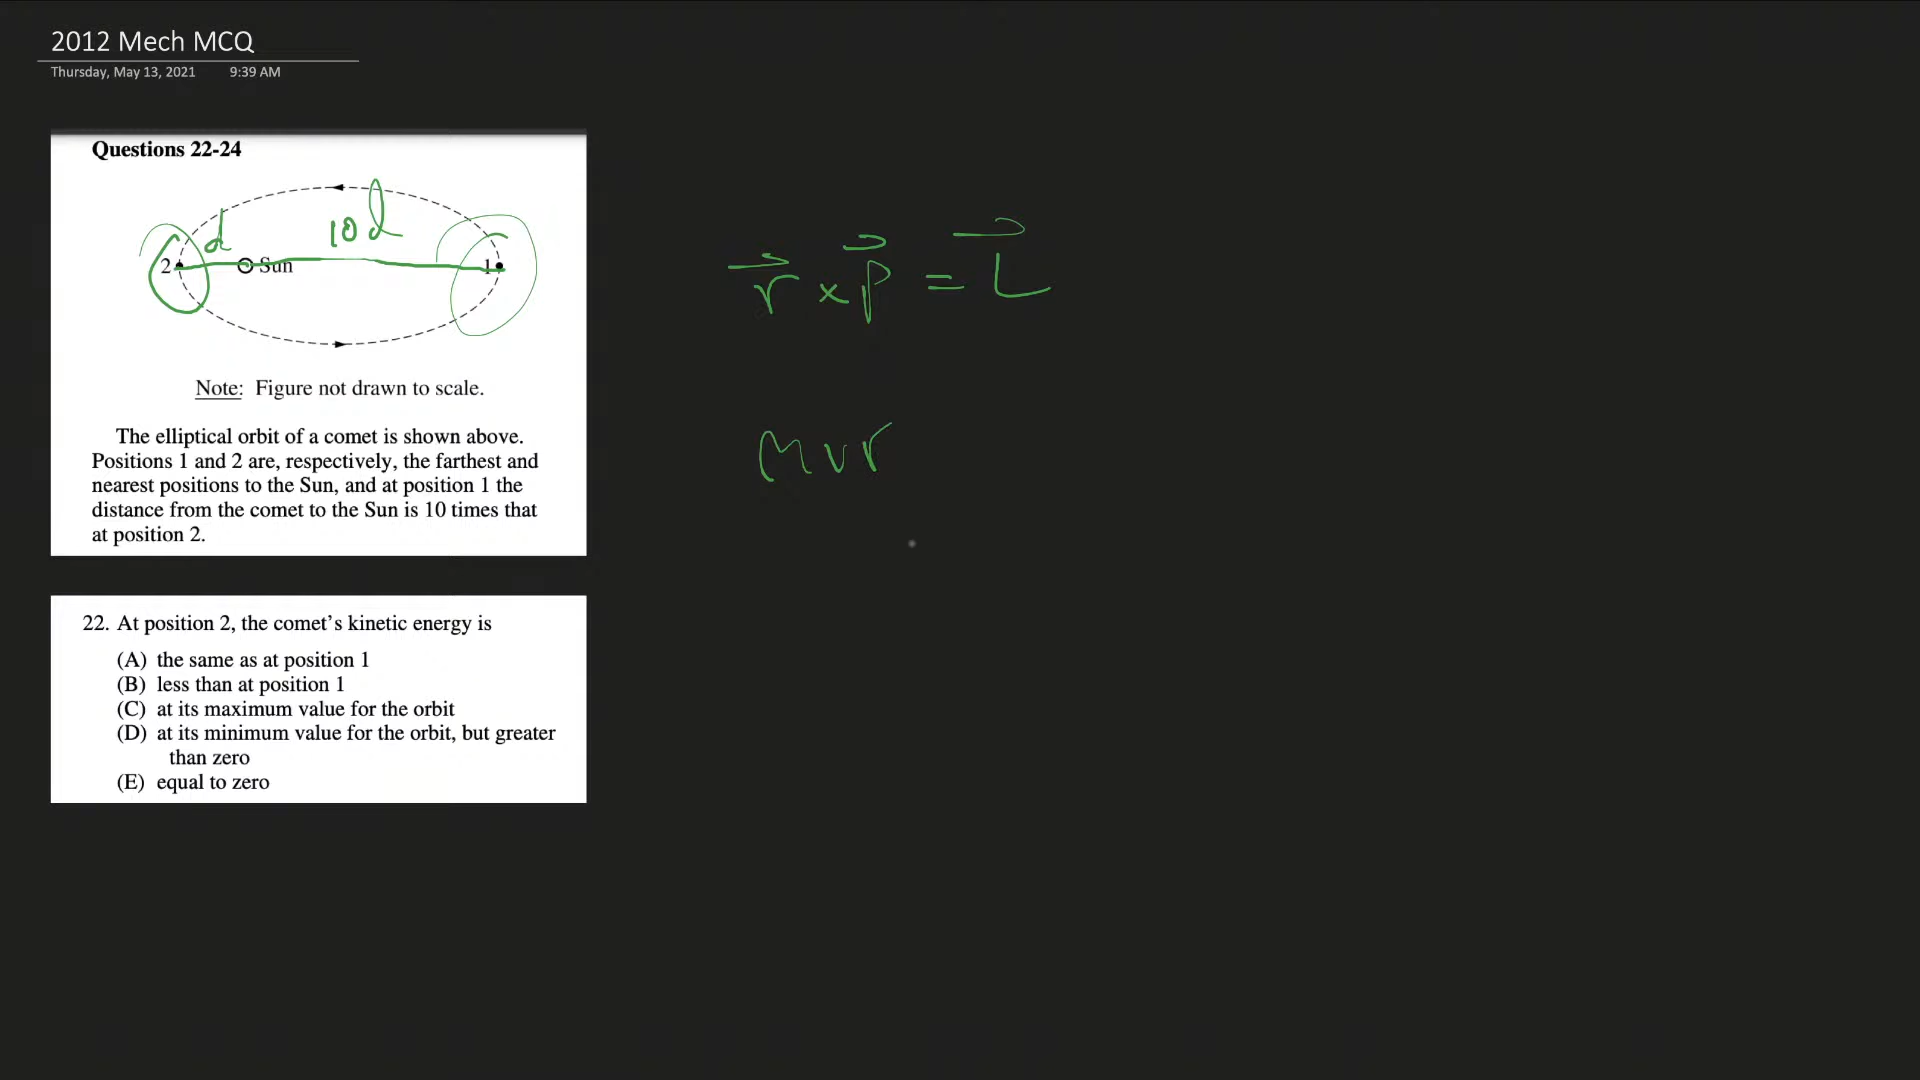 2012 Mech MCQ
Thursday, May 13, 2021 9:39 AM
Questions 22-24
d 10d
2 Sun 1
Note: Figure not drawn to scale.
The elliptical orbit of a comet is shown above.
Positions 1 and 2 are, respectively, the farthest and
nearest positions to the Sun, and at position 1 the
distance from the comet to the Sun is 10 times that
at position 2.
r × p = L
mvr
22. At position 2, the comet's kinetic energy is
(A) the same as at position 1
(B) less than at position 1
(C) at its maximum value for the orbit
(D) at its minimum value for the orbit, but greater
than zero
(E) equal to zero